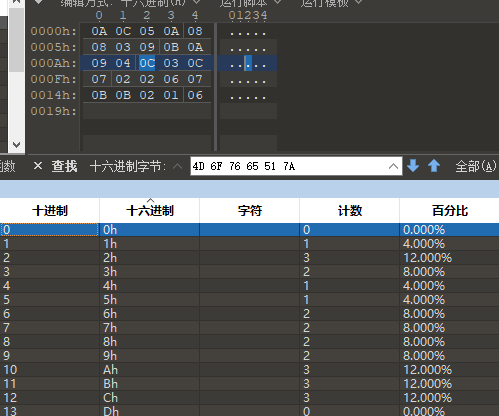 编辑方式: 十六进制(H) 运行脚本 运行模板
0 1 2 3 4 01234
0000h: 0A 0C 05 0A 08 .....
0005h: 08 03 09 0B 0A .....
000Ah: 09 04 0C 03 0C .....
000Fh: 07 02 02 06 07 .....
0014h: 0B 0B 02 01 06 .....
0019h:
查找 十六进制字节: 4D 6F 76 65 51 7A 全部(A)
十进制 十六进制 字符 计数 百分比
0 0h 0 0.000%
1 1h 1 4.000%
2 2h 3 12.000%
3 3h 2 8.000%
4 4h 1 4.000%
5 5h 1 4.000%
6 6h 2 8.000%
7 7h 2 8.000%
8 8h 2 8.000%
9 9h 2 8.000%
10 Ah 3 12.000%
11 Bh 3 12.000%
12 Ch 3 12.000%
13 Dh 0 0.000%